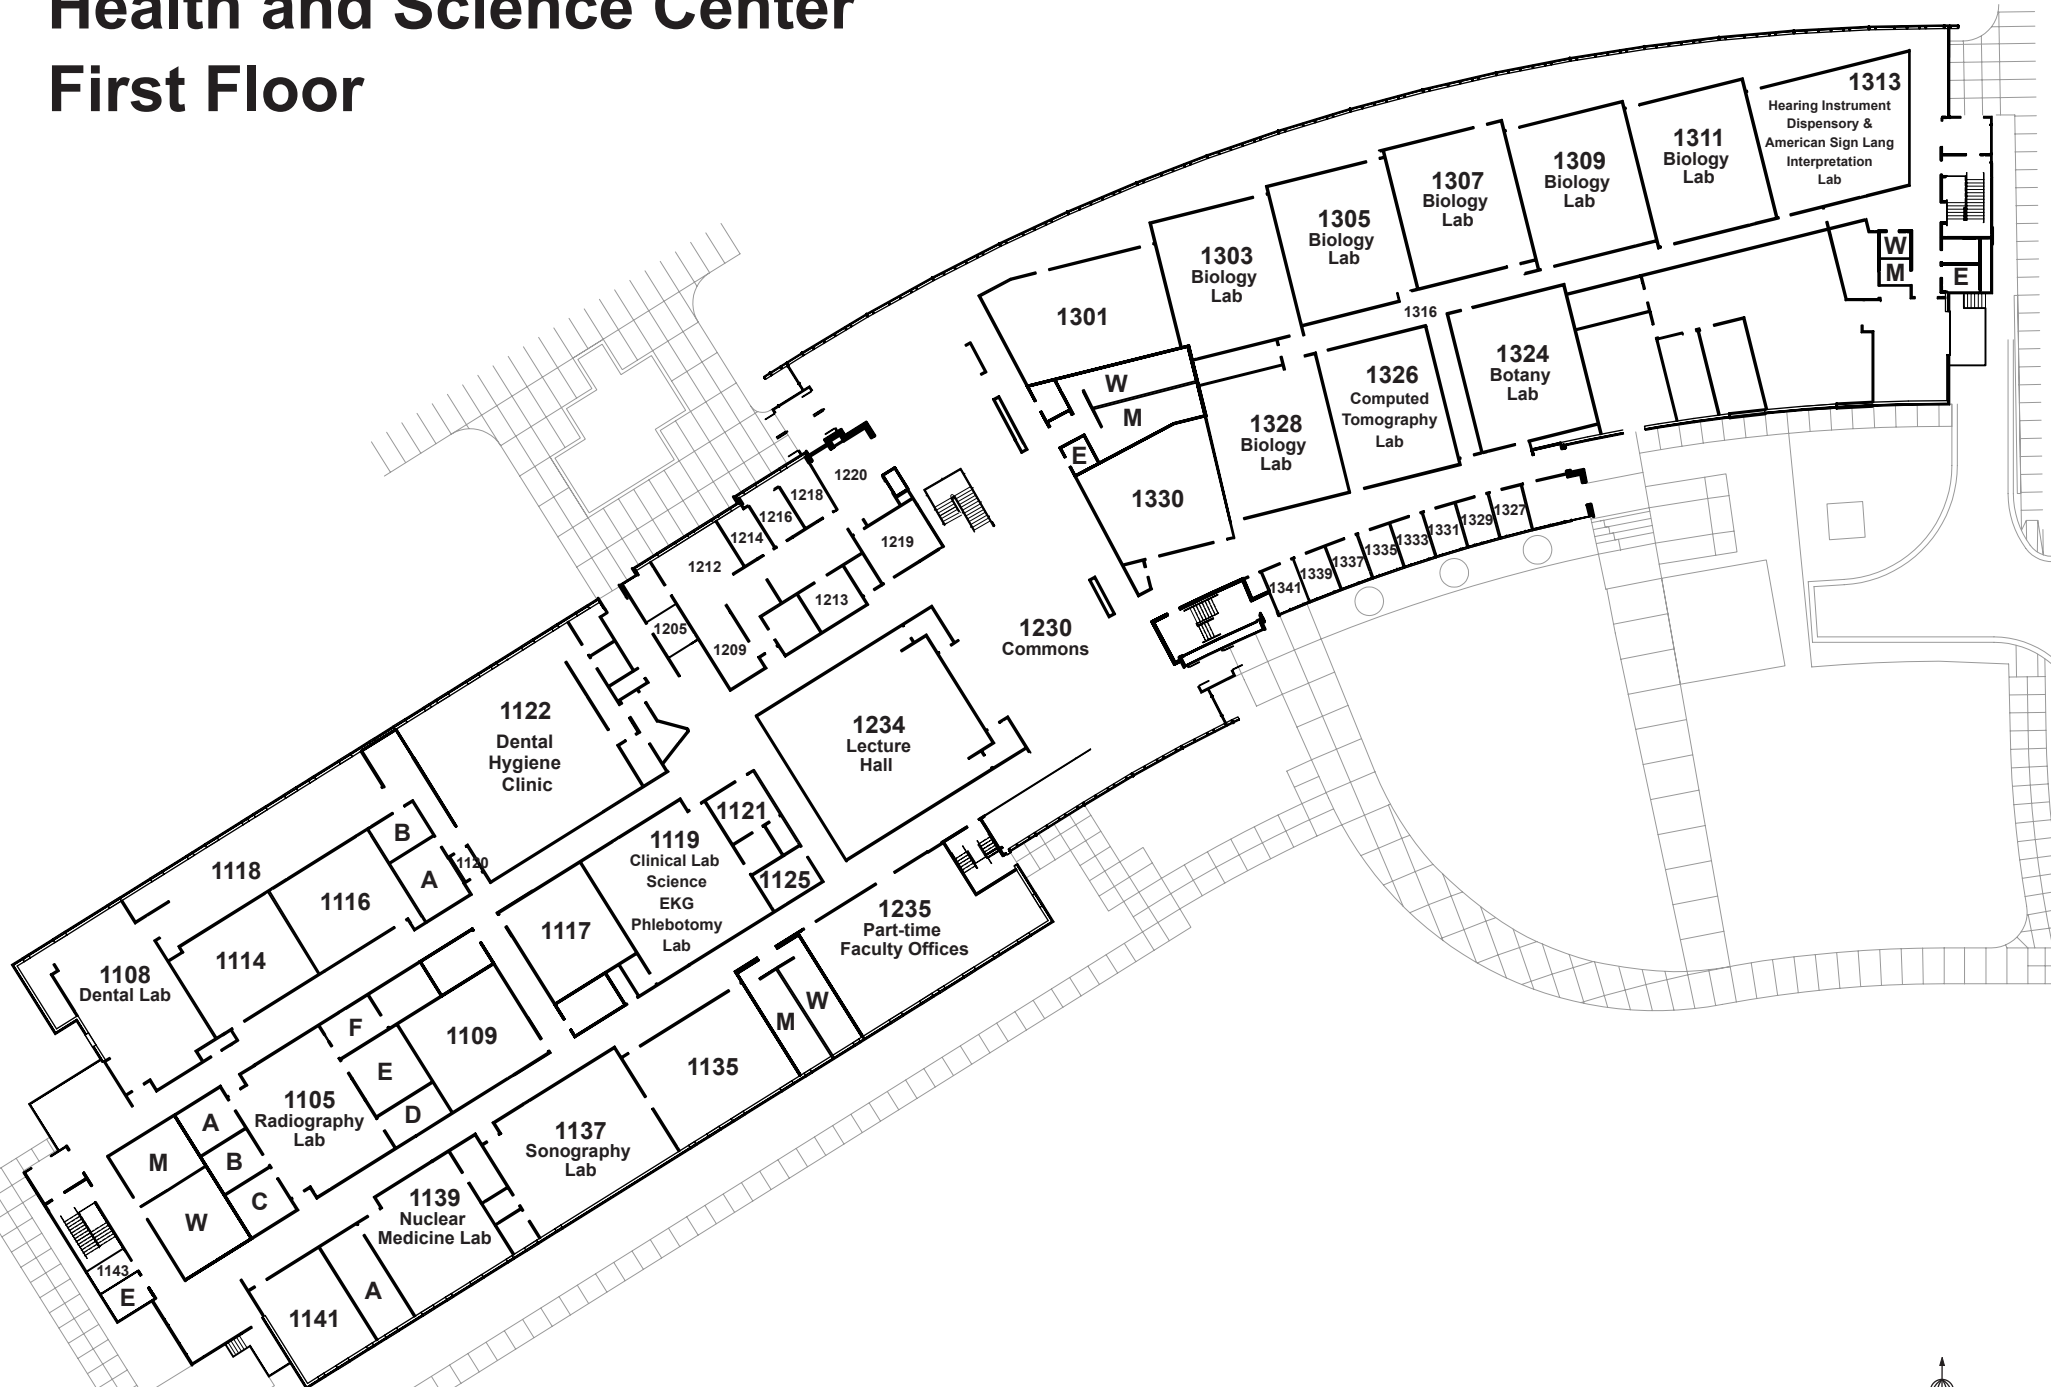 Health and Science Center
First Floor
1313
Hearing Instrument
Dispensory &
American Sign Lang
Interpretation
Lab
1311
Biology
Lab
1309
Biology
Lab
1307
Biology
Lab
1305
Biology
Lab
1303
Biology
Lab
1301
W
M
E
1316
1324
Botany
Lab
1326
Computed
Tomography
Lab
1328
Biology
Lab
W
M
E
1330
1327
1329
1331
1333
1335
1337
1339
1341
1220
1218
1216
1214
1212
1219
1213
1205
1209
1230
Commons
1234
Lecture
Hall
1122
Dental
Hygiene
Clinic
1121
1119
Clinical Lab
Science
EKG
Phlebotomy
Lab
1125
1120
B
A
1118
1116
1114
1117
1235
Part-time
Faculty Offices
1108
Dental Lab
W
M
F
E
D
1109
1135
1105
Radiography
Lab
A
B
C
M
W
1137
Sonography
Lab
1139
Nuclear
Medicine Lab
1143
E
A
1141